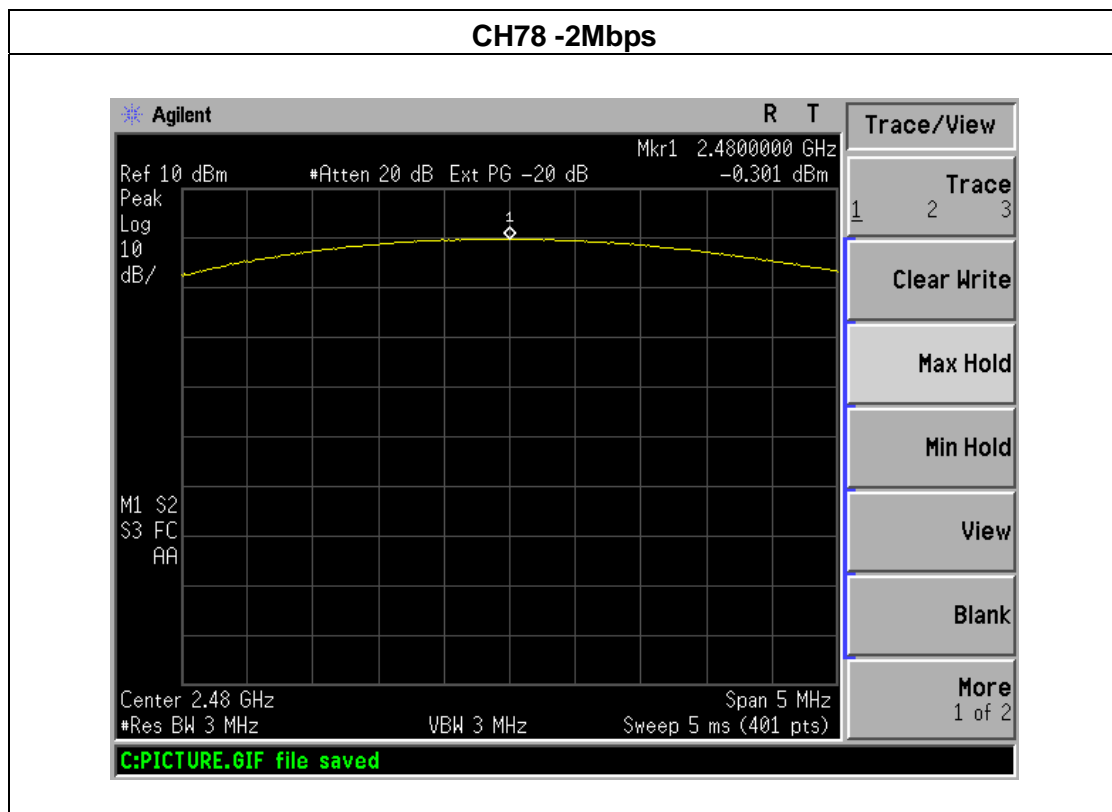 CH78 -2Mbps
Agilent R T
Mkr1 2.4800000 GHz
Ref 10 dBm #Atten 20 dB Ext PG -20 dB -0.301 dBm
Peak
Log
10
dB/
1
M1 S2
S3 FC
AA
Center 2.48 GHz Span 5 MHz
#Res BW 3 MHz VBW 3 MHz Sweep 5 ms (401 pts)
C:PICTURE.GIF file saved
Trace/View
Trace
1 2 3
Clear Write
Max Hold
Min Hold
View
Blank
More
1 of 2